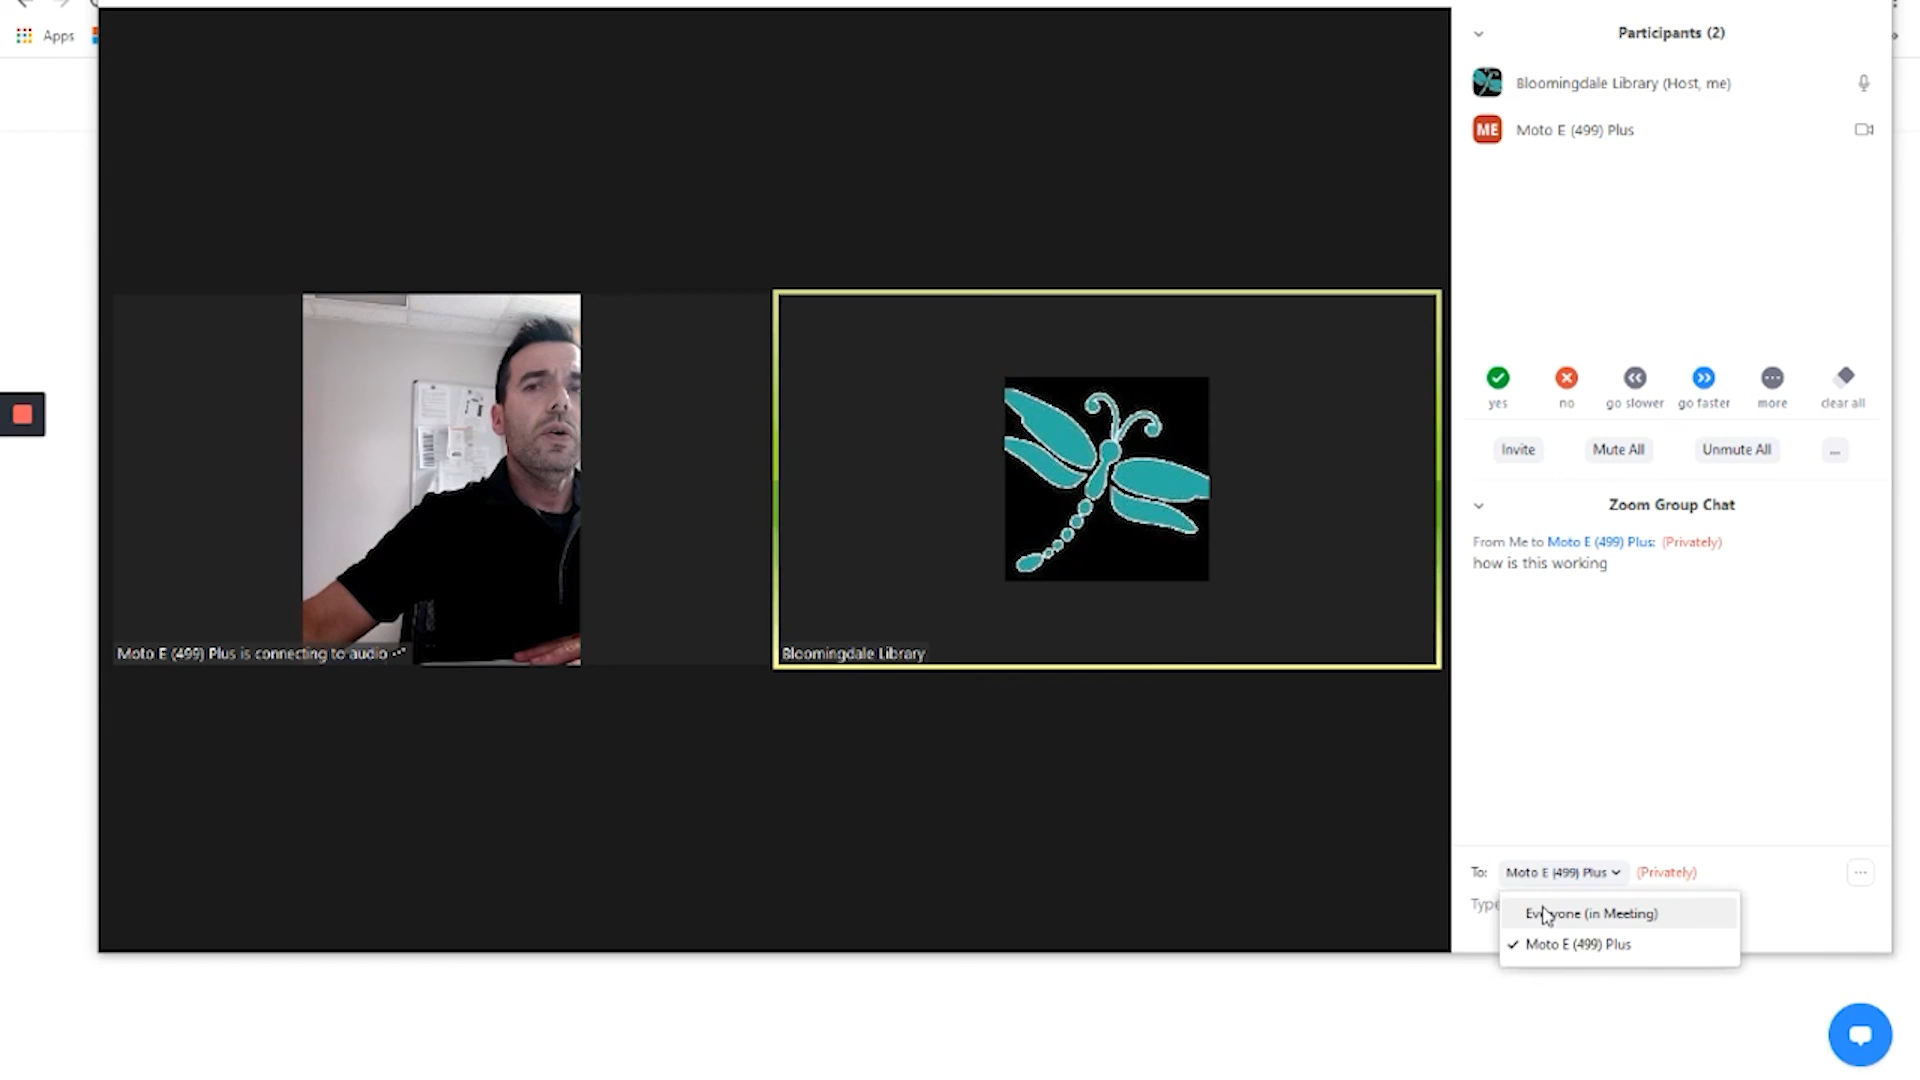 Apps
Participants (2)
Bloomingdale Library (Host, me)
ME Moto E (499) Plus
yes no go slower go faster more clear all
Invite Mute All Unmute All ...
Zoom Group Chat
From Me to Moto E (499) Plus: (Privately)
how is this working
Moto E (499) Plus is connecting to audio
Bloomingdale Library
To: Moto E (499) Plus (Privately)
Type
Everyone (in Meeting)
Moto E (499) Plus